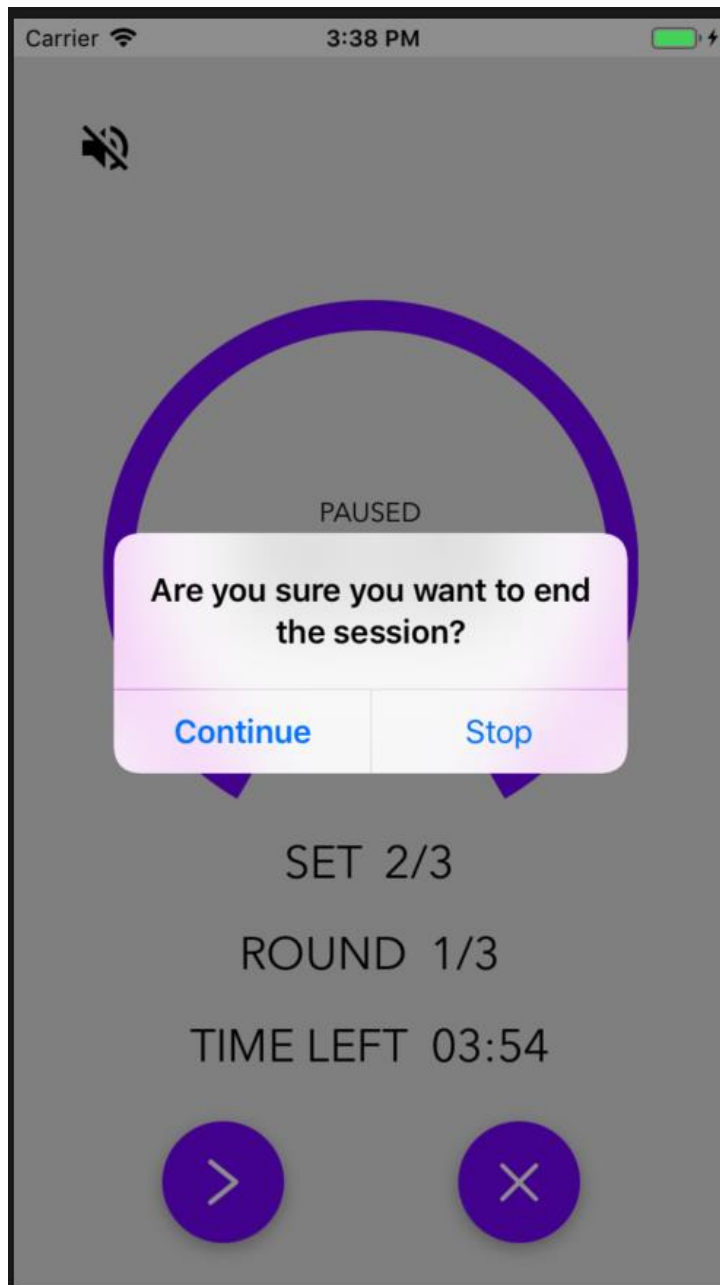 Carrier 3:38 PM
PAUSED
Are you sure you want to end
the session?
Continue Stop
SET 2/3
ROUND 1/3
TIME LEFT 03:54